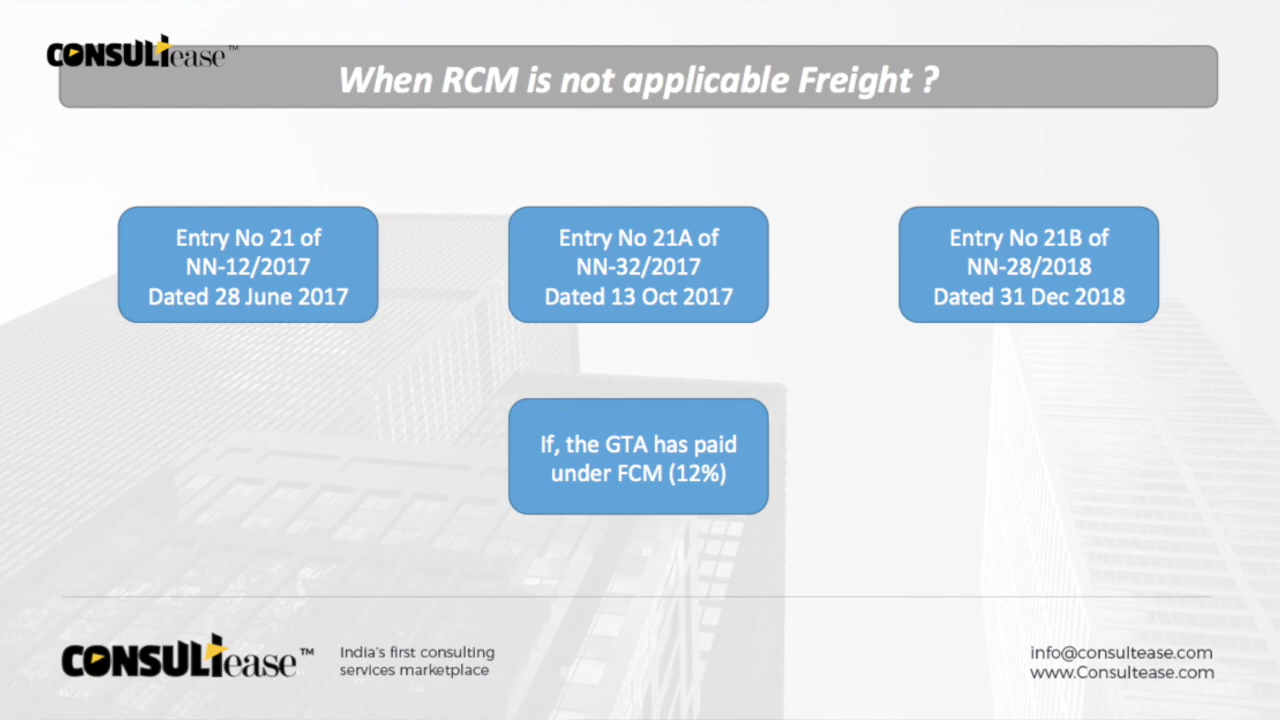 CONSULTease™
When RCM is not applicable Freight ?
Entry No 21 of
NN-12/2017
Dated 28 June 2017
Entry No 21A of
NN-32/2017
Dated 13 Oct 2017
Entry No 21B of
NN-28/2018
Dated 31 Dec 2018
If, the GTA has paid
under FCM (12%)
CONSULTease™
India's first consulting
services marketplace
info@consultease.com
www.Consultease.com